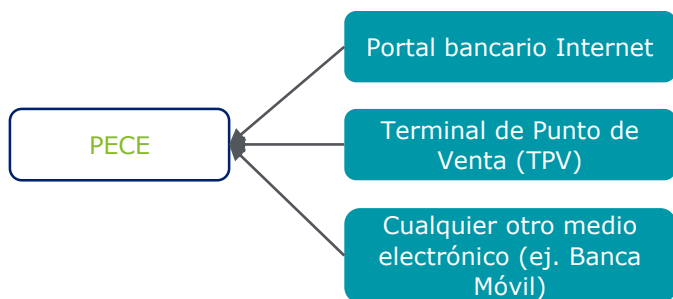 Portal bancario Internet
PECE
Terminal de Punto de
Venta (TPV)
Cualquier otro medio
electrónico (ej. Banca
Móvil)